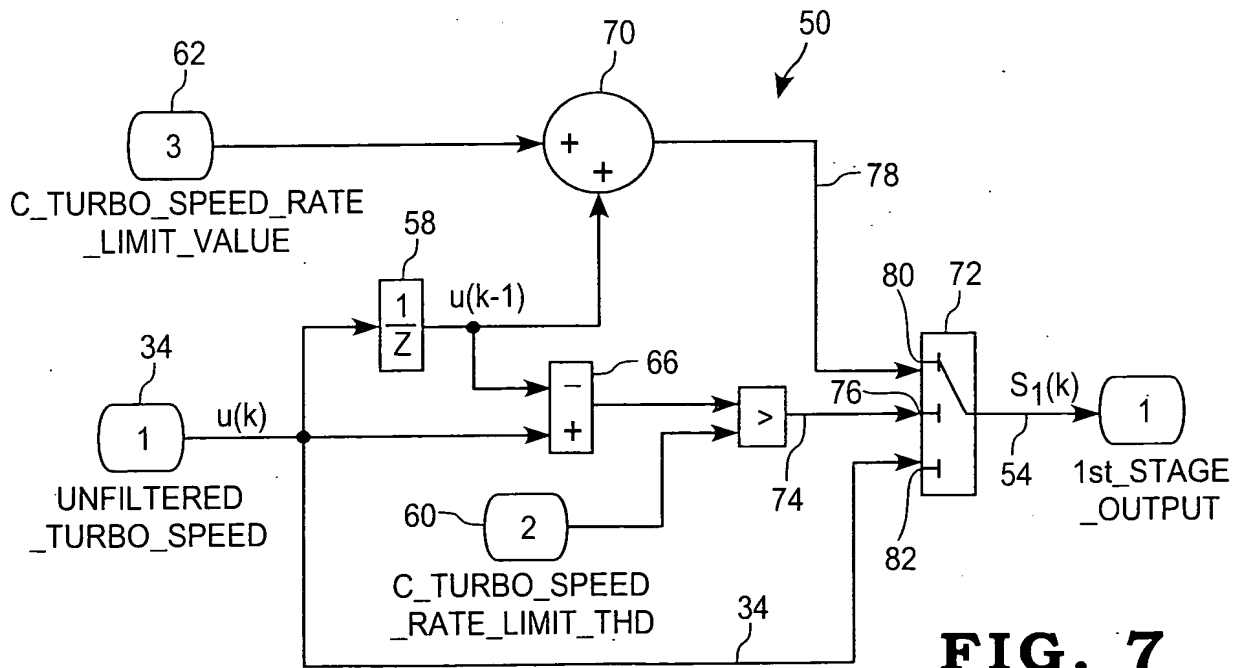 50
62
70
3
+
+
C_TURBO_SPEED_RATE
_LIMIT_VALUE
78
58
1
Z
u(k-1)
80
72
34
66
1
u(k)
−
+
>
76
74
S1(k)
54
1
1st_STAGE
_OUTPUT
UNFILTERED
_TURBO_SPEED
60
2
82
C_TURBO_SPEED
_RATE_LIMIT_THD
34
FIG. 7